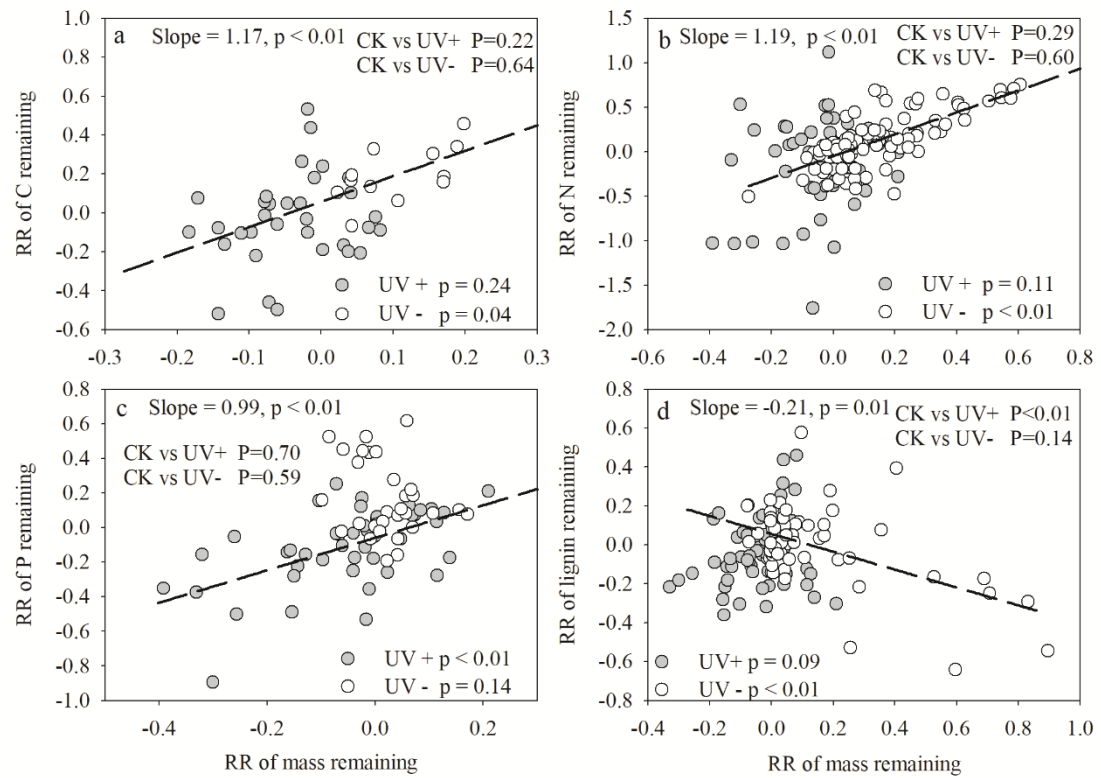 a Slope = 1.17, p < 0.01 CK vs UV+ P=0.22
CK vs UV- P=0.64
UV + p = 0.24
UV - p = 0.04
RR of C remaining
1.0
0.8
0.6
0.4
0.2
0.0
-0.2
-0.4
-0.6
-0.3 -0.2 -0.1 0.0 0.1 0.2 0.3
b Slope = 1.19, p < 0.01 CK vs UV+ P=0.29
CK vs UV- P=0.60
UV + p = 0.11
UV - p < 0.01
RR of N remaining
1.5
1.0
0.5
0.0
-0.5
-1.0
-1.5
-2.0
-0.4 -0.2 0.0 0.2 0.4 0.6 0.8
c Slope = 0.99, p < 0.01
CK vs UV+ P=0.70
CK vs UV- P=0.59
UV + p < 0.01
UV - p = 0.14
RR of P remaining
0.8
0.6
0.4
0.2
0.0
-0.2
-0.4
-0.6
-0.8
-1.0
-0.4 -0.2 0.0 0.2
RR of mass remaining
d Slope = -0.21, p = 0.01 CK vs UV+ P<0.01
CK vs UV- P=0.14
UV+ p = 0.09
UV - p < 0.01
RR of lignin remaining
0.8
0.6
0.4
0.2
0.0
-0.2
-0.4
-0.6
-0.8
-0.4 -0.2 0.0 0.2 0.4 0.6 0.8 1.0
RR of mass remaining